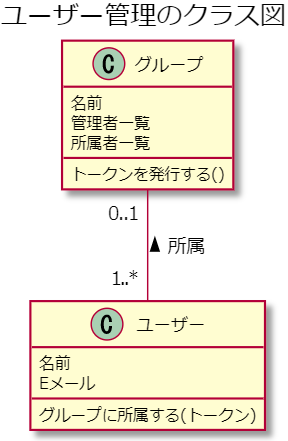 ユーザー管理のクラス図
C グループ
名前
管理者一覧
所属者一覧
トークンを発行する()
0..1
所属
1..*
C ユーザー
名前
Eメール
グループに所属する(トークン)